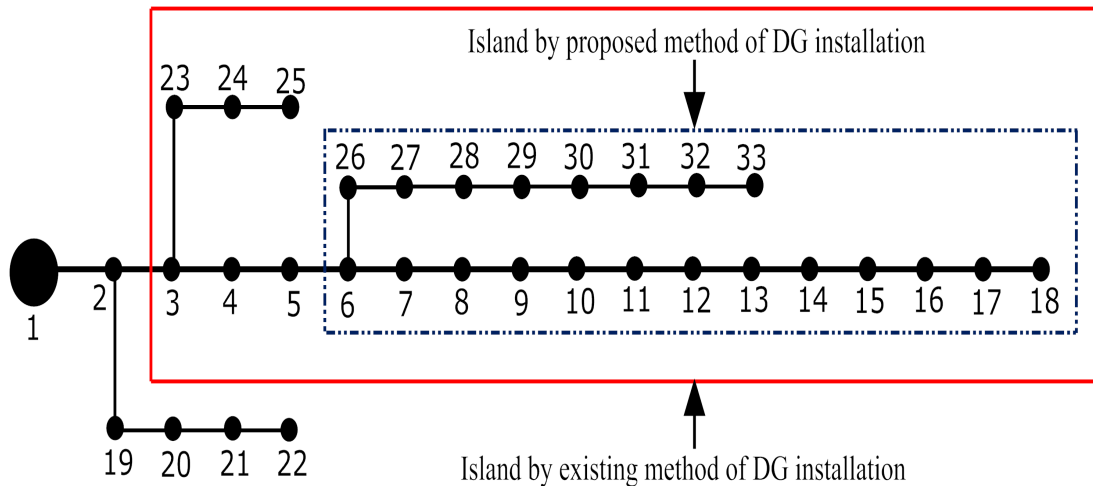 Island by proposed method of DG installation
23 24 25
26 27 28 29 30 31 32 33
1 2 3 4 5 6 7 8 9 10 11 12 13 14 15 16 17 18
19 20 21 22
Island by existing method of DG installation